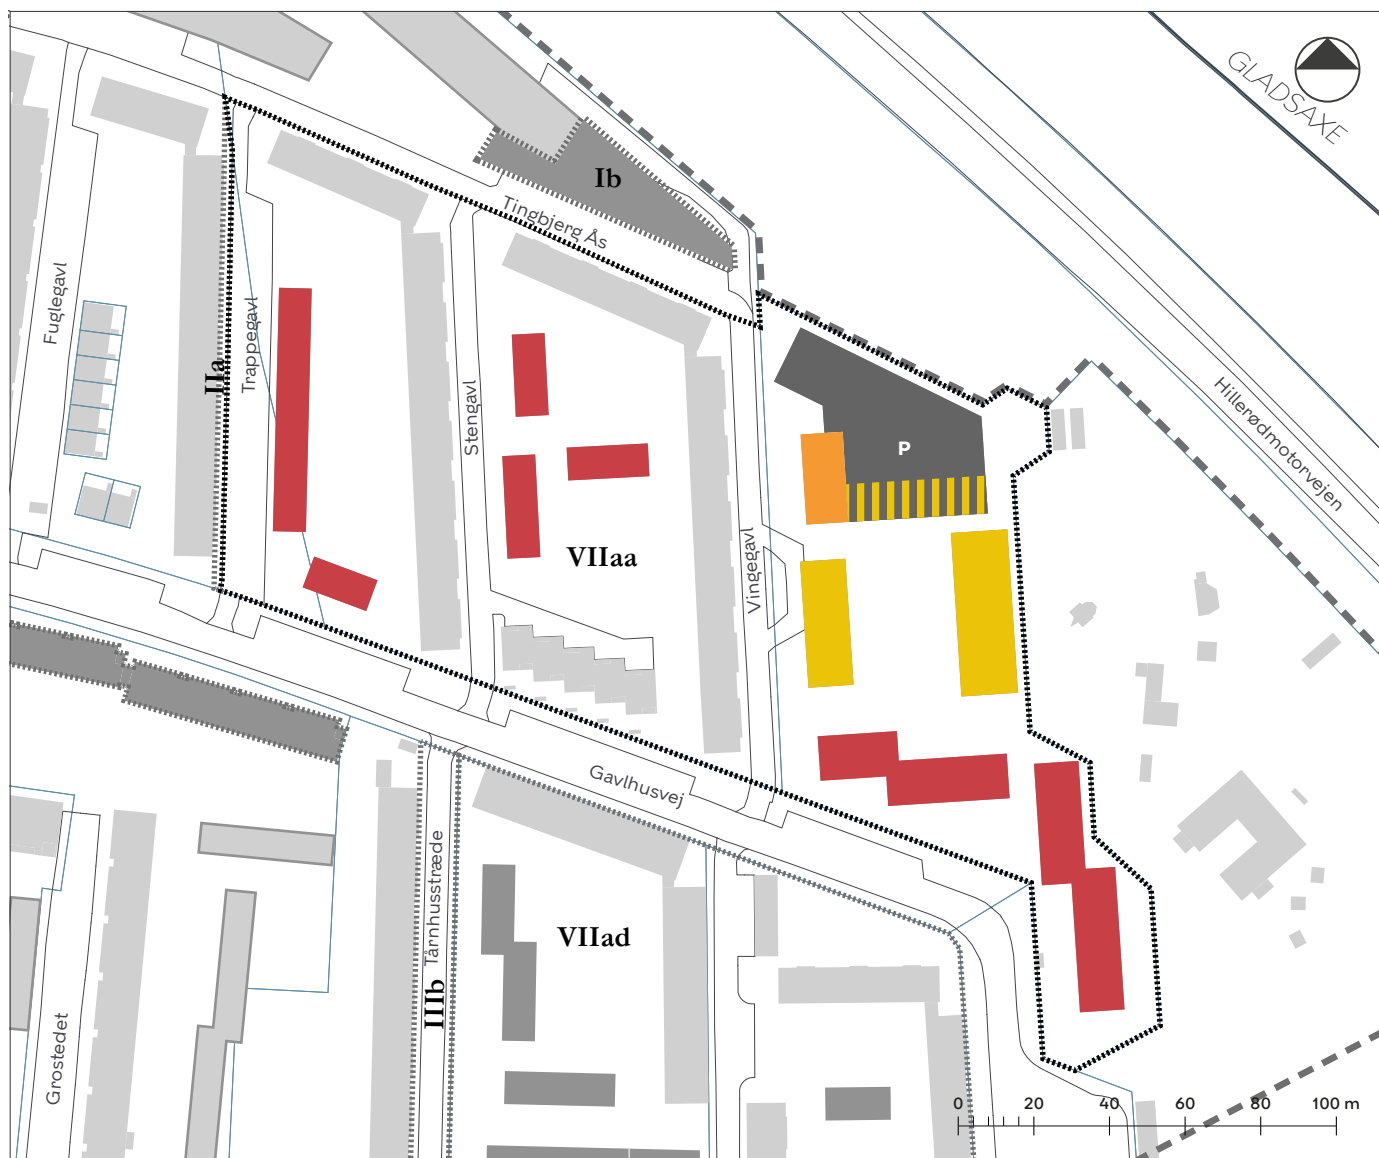 GLADSAXE
Ib
Tingbjerg Ås
Fuglegavl
IIa
Trappegavl
Stengavl
Hillerødmotorvejen
P
VIIaa
Vingegavl
Gavlhusvej
Tårnhusstræde
VIIad
IIIb
Grostedet
0 20 40 60 80 100 m